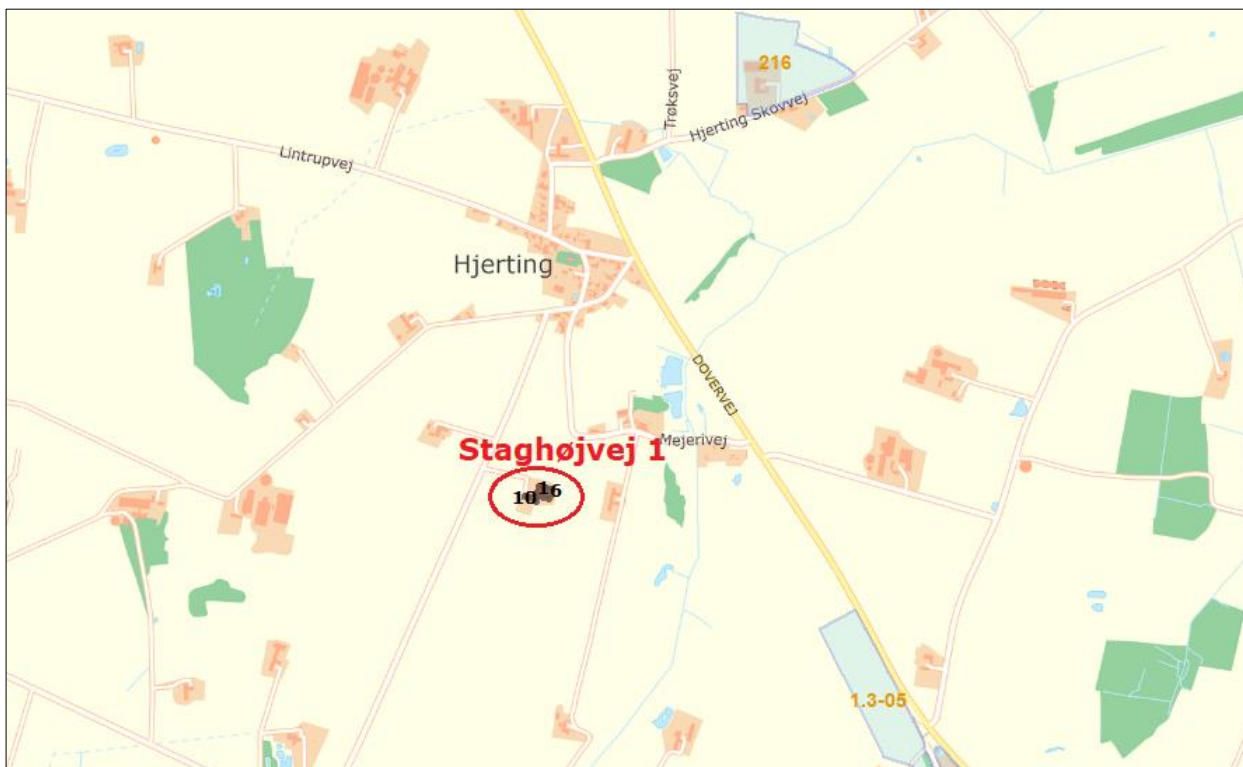 216
Trøksvej
Hjerting Skovvej
Lintrupvej
Hjerting
DOVERVEJ
Mejerivej
Staghøjvej 1
10
16
1.3-05